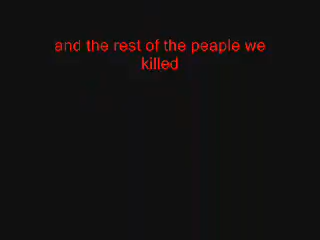 and the rest of the peaple we
killed